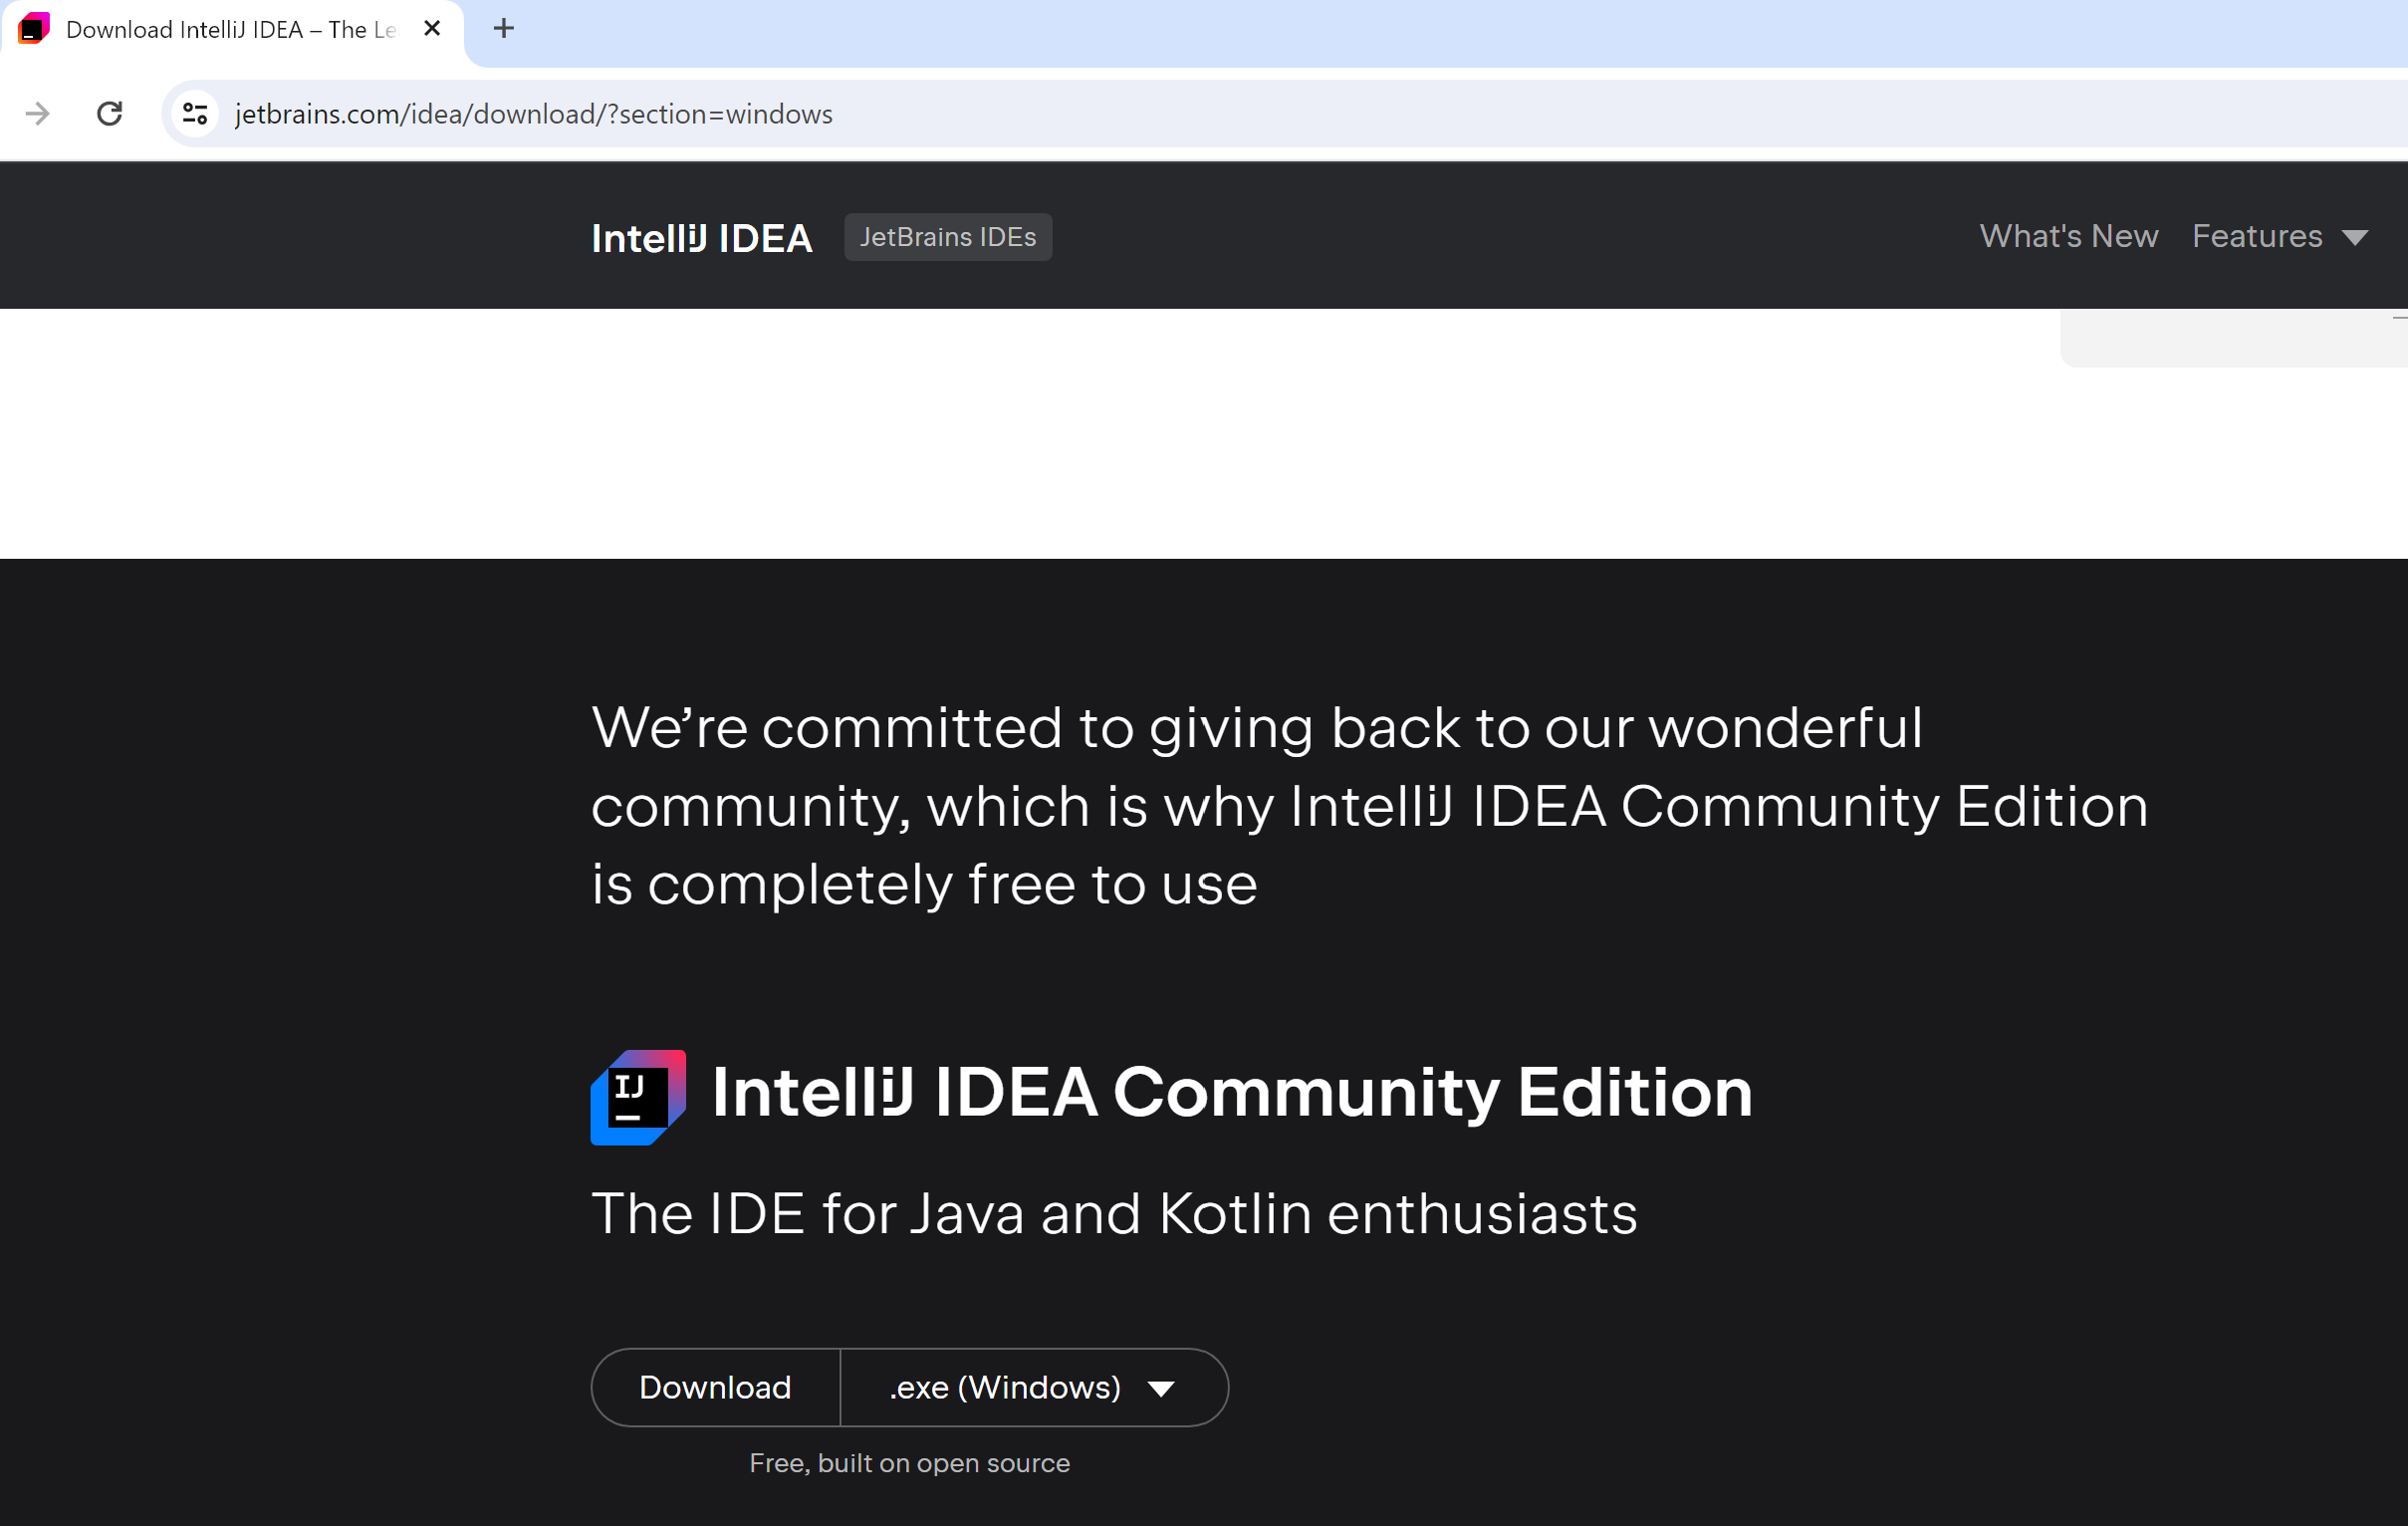 Download IntelliJ IDEA – The Le
jetbrains.com/idea/download/?section=windows
IntelliJ IDEA JetBrains IDEs What's New Features
We’re committed to giving back to our wonderful
community, which is why IntelliJ IDEA Community Edition
is completely free to use
IJ
IntelliJ IDEA Community Edition
The IDE for Java and Kotlin enthusiasts
Download .exe (Windows)
Free, built on open source